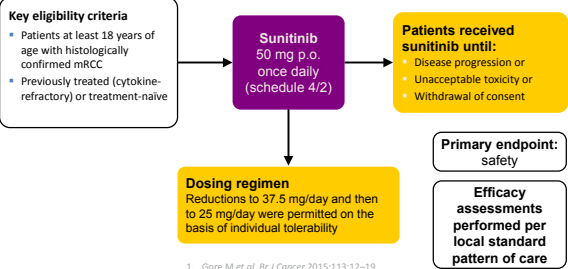 Key eligibility criteria
Patients at least 18 years of
age with histologically
confirmed mRCC
Previously treated (cytokine-
refractory) or treatment-naïve
Sunitinib
50 mg p.o.
once daily
(schedule 4/2)
Patients received
sunitinib until:
Disease progression or
Unacceptable toxicity or
Withdrawal of consent
Dosing regimen
Reductions to 37.5 mg/day and then
to 25 mg/day were permitted on the
basis of individual tolerability
Primary endpoint:
safety
Efficacy
assessments
performed per
local standard
pattern of care
1. Gore M et al. Br J Cancer 2015;113:12–19